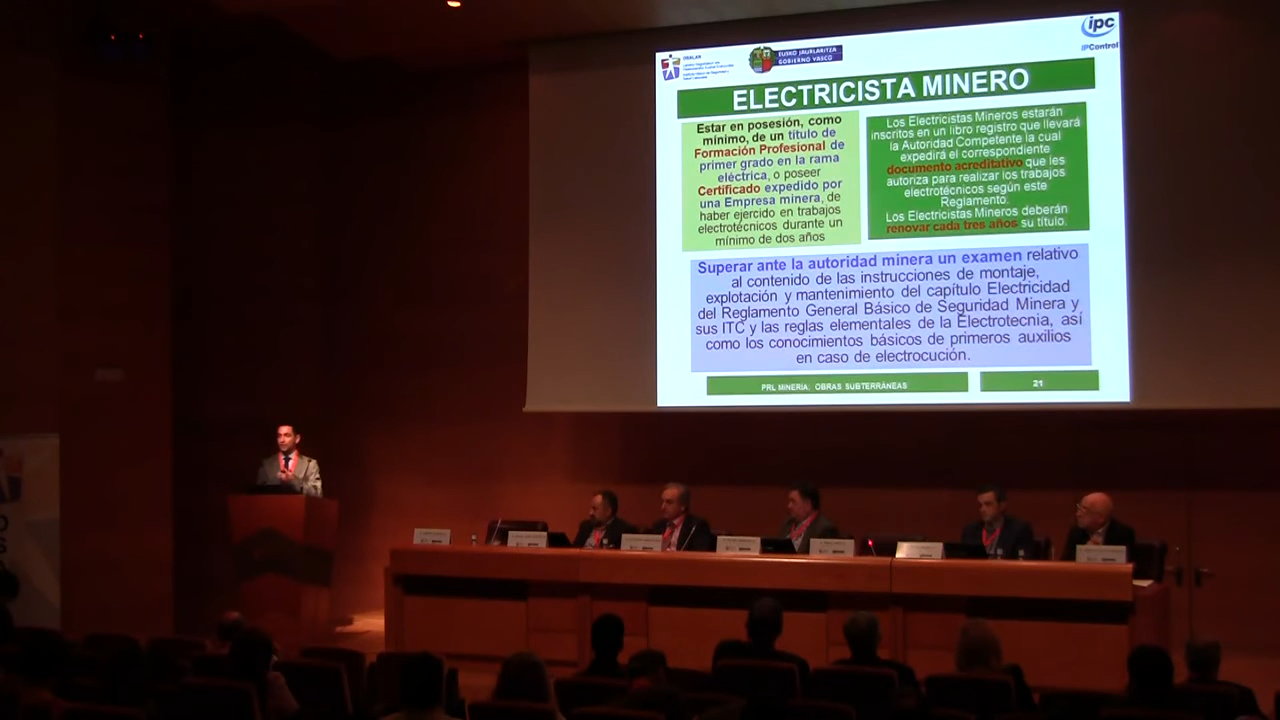 ipc
IPControl
OSALAN
EUSKO JAURLARITZA
GOBIERNO VASCO
ELECTRICISTA MINERO
Estar en posesión, como
mínimo, de un título de
Formación Profesional de
primer grado en la rama
eléctrica, o poseer
Certificado expedido por
una Empresa minera, de
haber ejercido en trabajos
electrotécnicos durante un
mínimo de dos años
Los Electricistas Mineros estarán
inscritos en un libro registro que llevará
la Autoridad Competente la cual
expedirá el correspondiente
documento acreditativo que les
autoriza para realizar los trabajos
electrotécnicos según este
Reglamento.
Los Electricistas Mineros deberán
renovar cada tres años su título.
Superar ante la autoridad minera un examen relativo
al contenido de las instrucciones de montaje,
explotación y mantenimiento del capítulo Electricidad
del Reglamento General Básico de Seguridad Minera y
sus ITC y las reglas elementales de la Electrotecnia, así
como los conocimientos básicos de primeros auxilios
en caso de electrocución.
PRL MINERIA: OBRAS SUBTERRÁNEAS
21